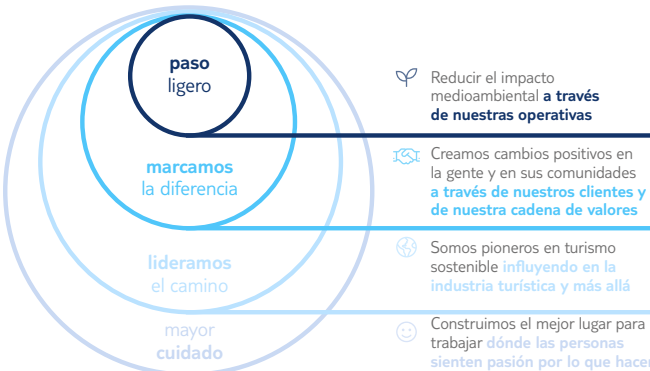 paso
ligero
Reducir el impacto
medioambiental a través
de nuestras operativas
marcamos
la diferencia
Creamos cambios positivos en
la gente y en sus comunidades
a través de nuestros clientes y
de nuestra cadena de valores
lideramos
el camino
Somos pioneros en turismo
sostenible influyendo en la
industria turística y más allá
mayor
cuidado
Construimos el mejor lugar para
trabajar dónde las personas
sienten pasión por lo que hacen